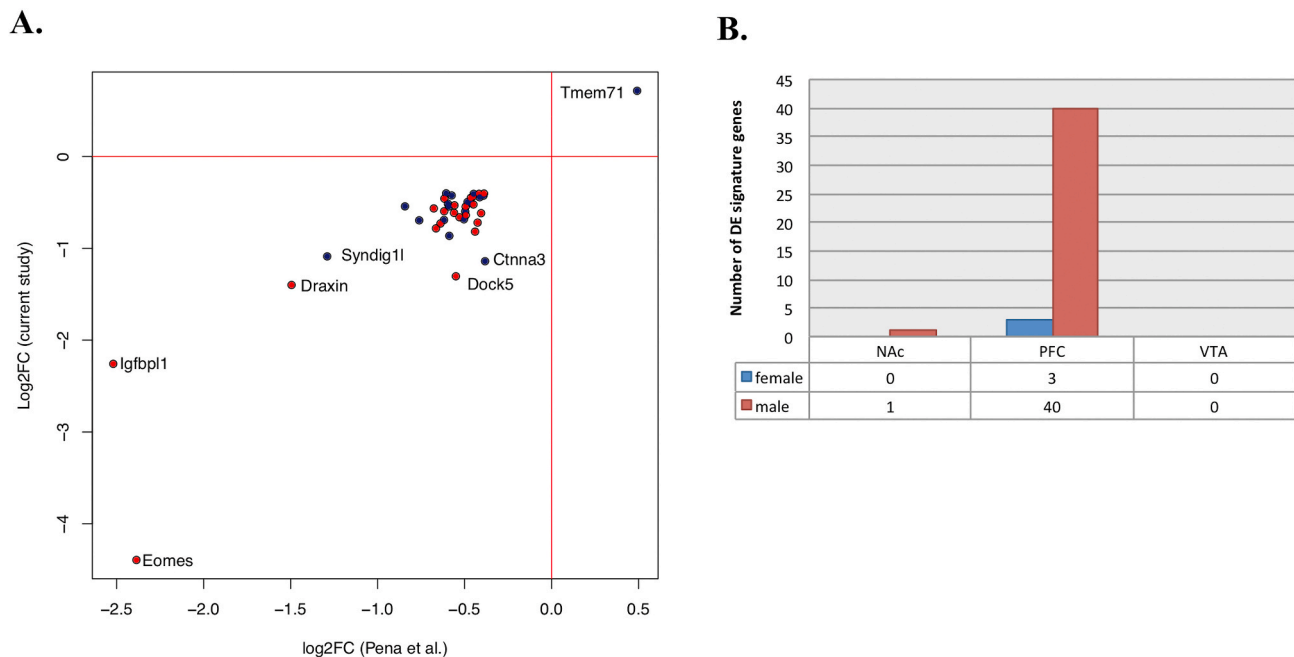 A.
Log2FC (current study)
0
−1
−2
−3
−4
Tmem71
Syndig1l
Ctnna3
Draxin
Dock5
Igfbpl1
Eomes
−2.5 −2.0 −1.5 −1.0 −0.5 0.0 0.5
log2FC (Pena et al.)
B.
Number of DE signature genes
45
40
35
30
25
20
15
10
5
0
NAc PFC VTA
female 0 3 0
male 1 40 0